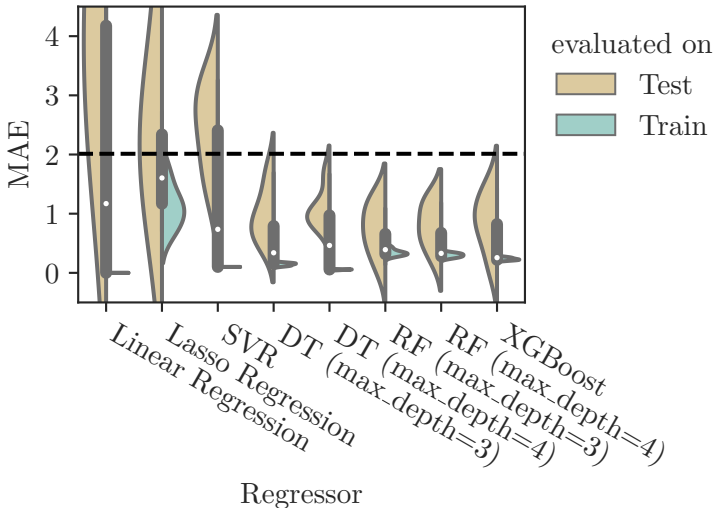 MAE
4
3
2
1
0
evaluated on
Test
Train
Linear Regression
Lasso Regression
SVR
DT (max_depth=3)
DT (max_depth=4)
RF (max_depth=3)
RF (max_depth=4)
XGBoost
Regressor